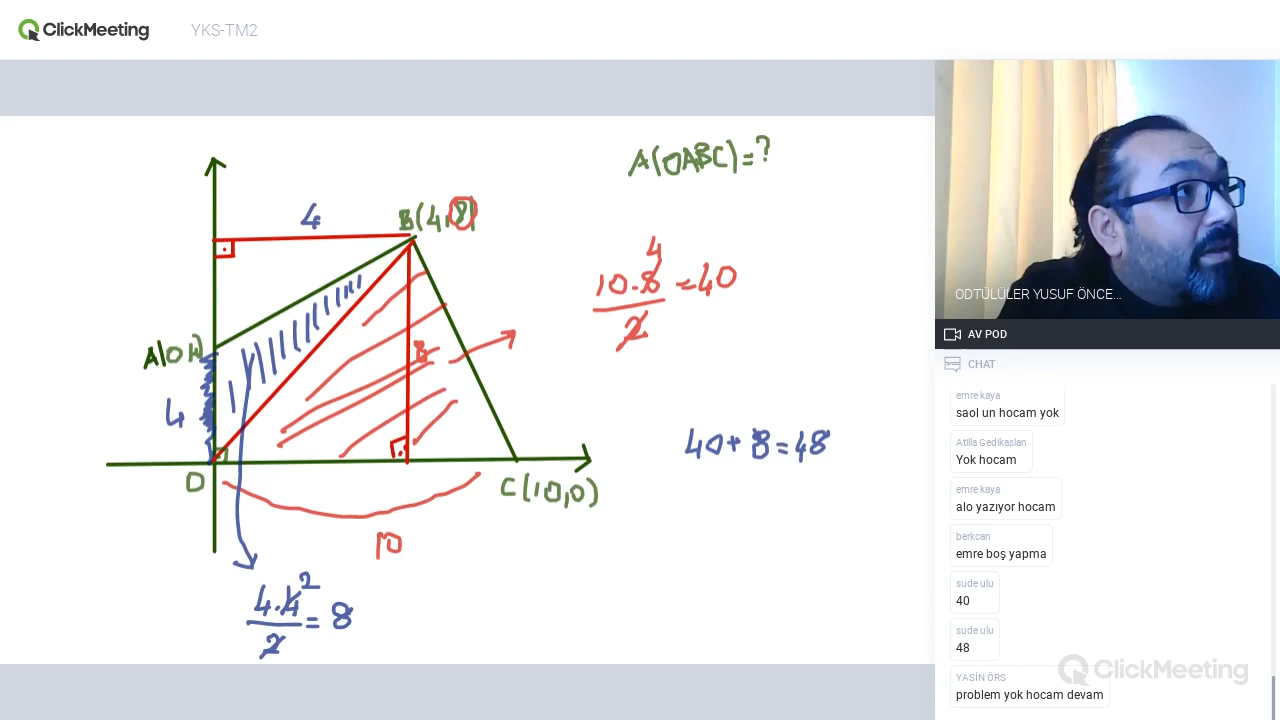 ClickMeeting
YKS-TM2
A(OABC)=?
4
B(4,8)
4
10.8 = 40
2
A(0,4)
8
4
40+8=48
O
C(10,0)
10
2
4.4 = 8
2
ODTÜLÜLER YUSUF ÖNCE...
AV POD
CHAT
emre kaya
saol un hocam yok
Atilla Gedikaslan
Yok hocam
emre kaya
alo yazıyor hocam
berkcan
emre boş yapma
sude ulu
40
sude ulu
48
YASİN ÖRS
problem yok hocam devam
ClickMeeting